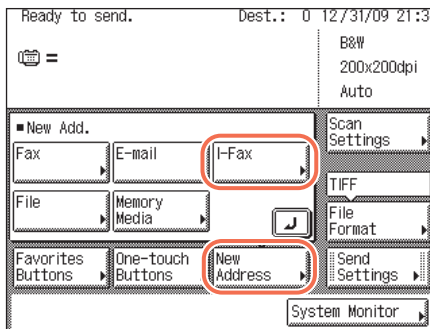 Ready to send. Dest.: 0 12/31/09 21:3
=
B&W
200x200dpi
Auto
■New Add.
Fax E-mail I-Fax
File Memory Media
Scan Settings
TIFF
File Format
Favorites Buttons One-touch Buttons New Address Send Settings
System Monitor